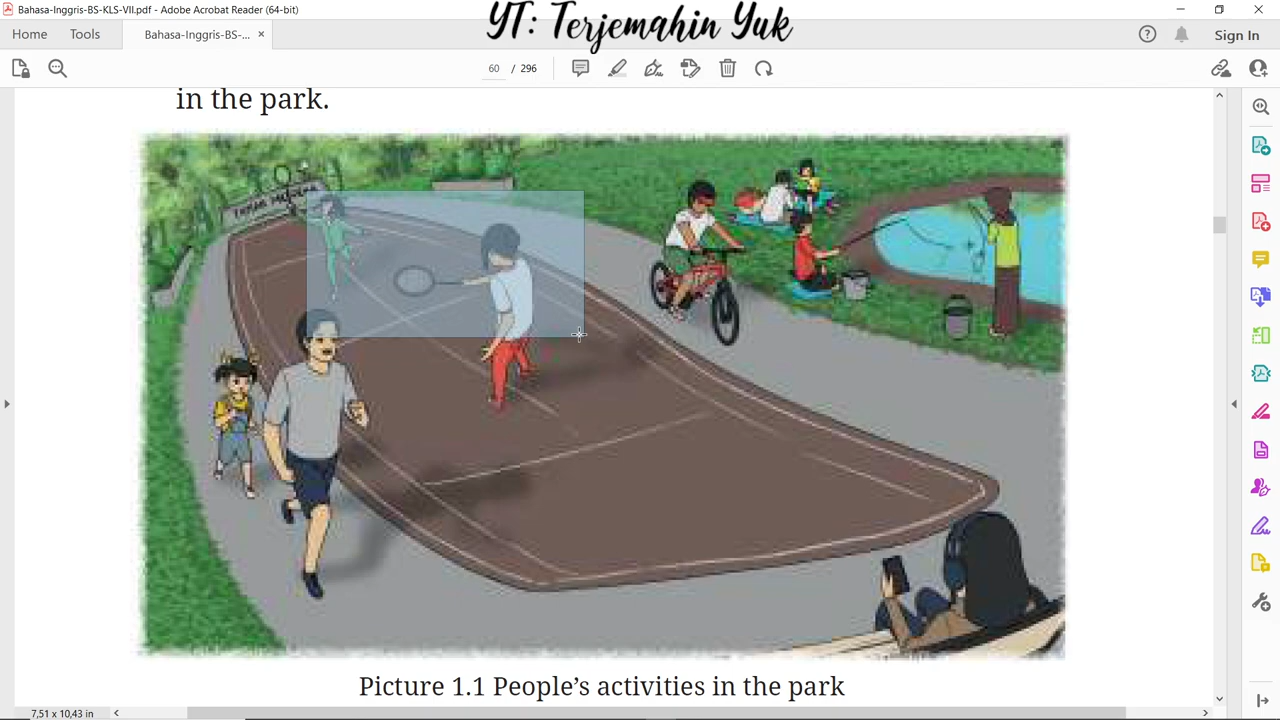 Bahasa-Inggris-BS-KLS-VII.pdf - Adobe Acrobat Reader (64-bit)
YT: Terjemahin Yuk
Home
Tools
Bahasa-Inggris-BS-...
Sign In
60 / 296
in the park.
Picture 1.1 People's activities in the park
7,51 x 10,43 in